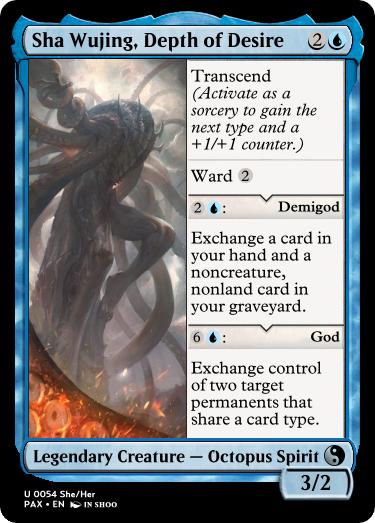 Sha Wujing, Depth of Desire 2
Transcend
(Activate as a
sorcery to gain the
next type and a
+1/+1 counter.)
Ward 2
2 : Demigod
Exchange a card in
your hand and a
noncreature,
nonland card in
your graveyard.
6 : God
Exchange control
of two target
permanents that
share a card type.
Legendary Creature — Octopus Spirit
3/2
U 0054 She/Her
PAX • EN IN SHOO